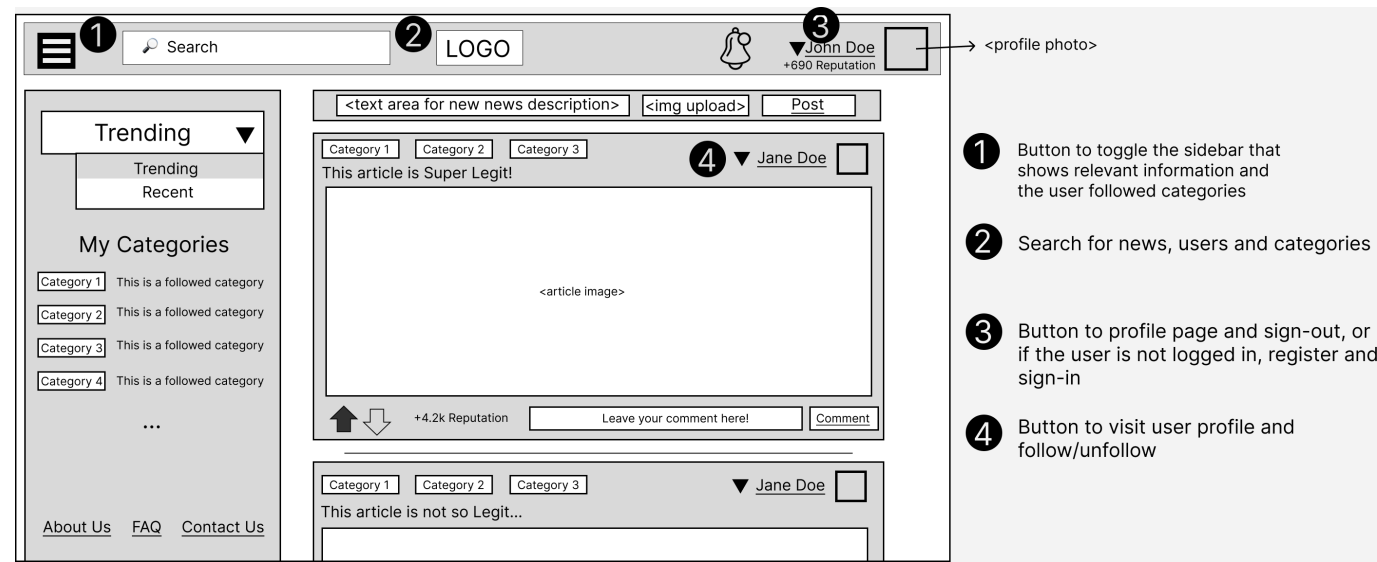 1
Search
2
LOGO
3
John Doe
+690 Reputation
<profile photo>
Trending
Trending
Recent
My Categories
Category 1 This is a followed category
Category 2 This is a followed category
Category 3 This is a followed category
Category 4 This is a followed category
...
About Us FAQ Contact Us
<text area for new news description> <img upload> Post
Category 1 Category 2 Category 3
4 Jane Doe
This article is Super Legit!
<article image>
+4.2k Reputation Leave your comment here! Comment
Category 1 Category 2 Category 3 Jane Doe
This article is not so Legit...
1 Button to toggle the sidebar that
shows relevant information and
the user followed categories
2 Search for news, users and categories
3 Button to profile page and sign-out, or
if the user is not logged in, register and
sign-in
4 Button to visit user profile and
follow/unfollow